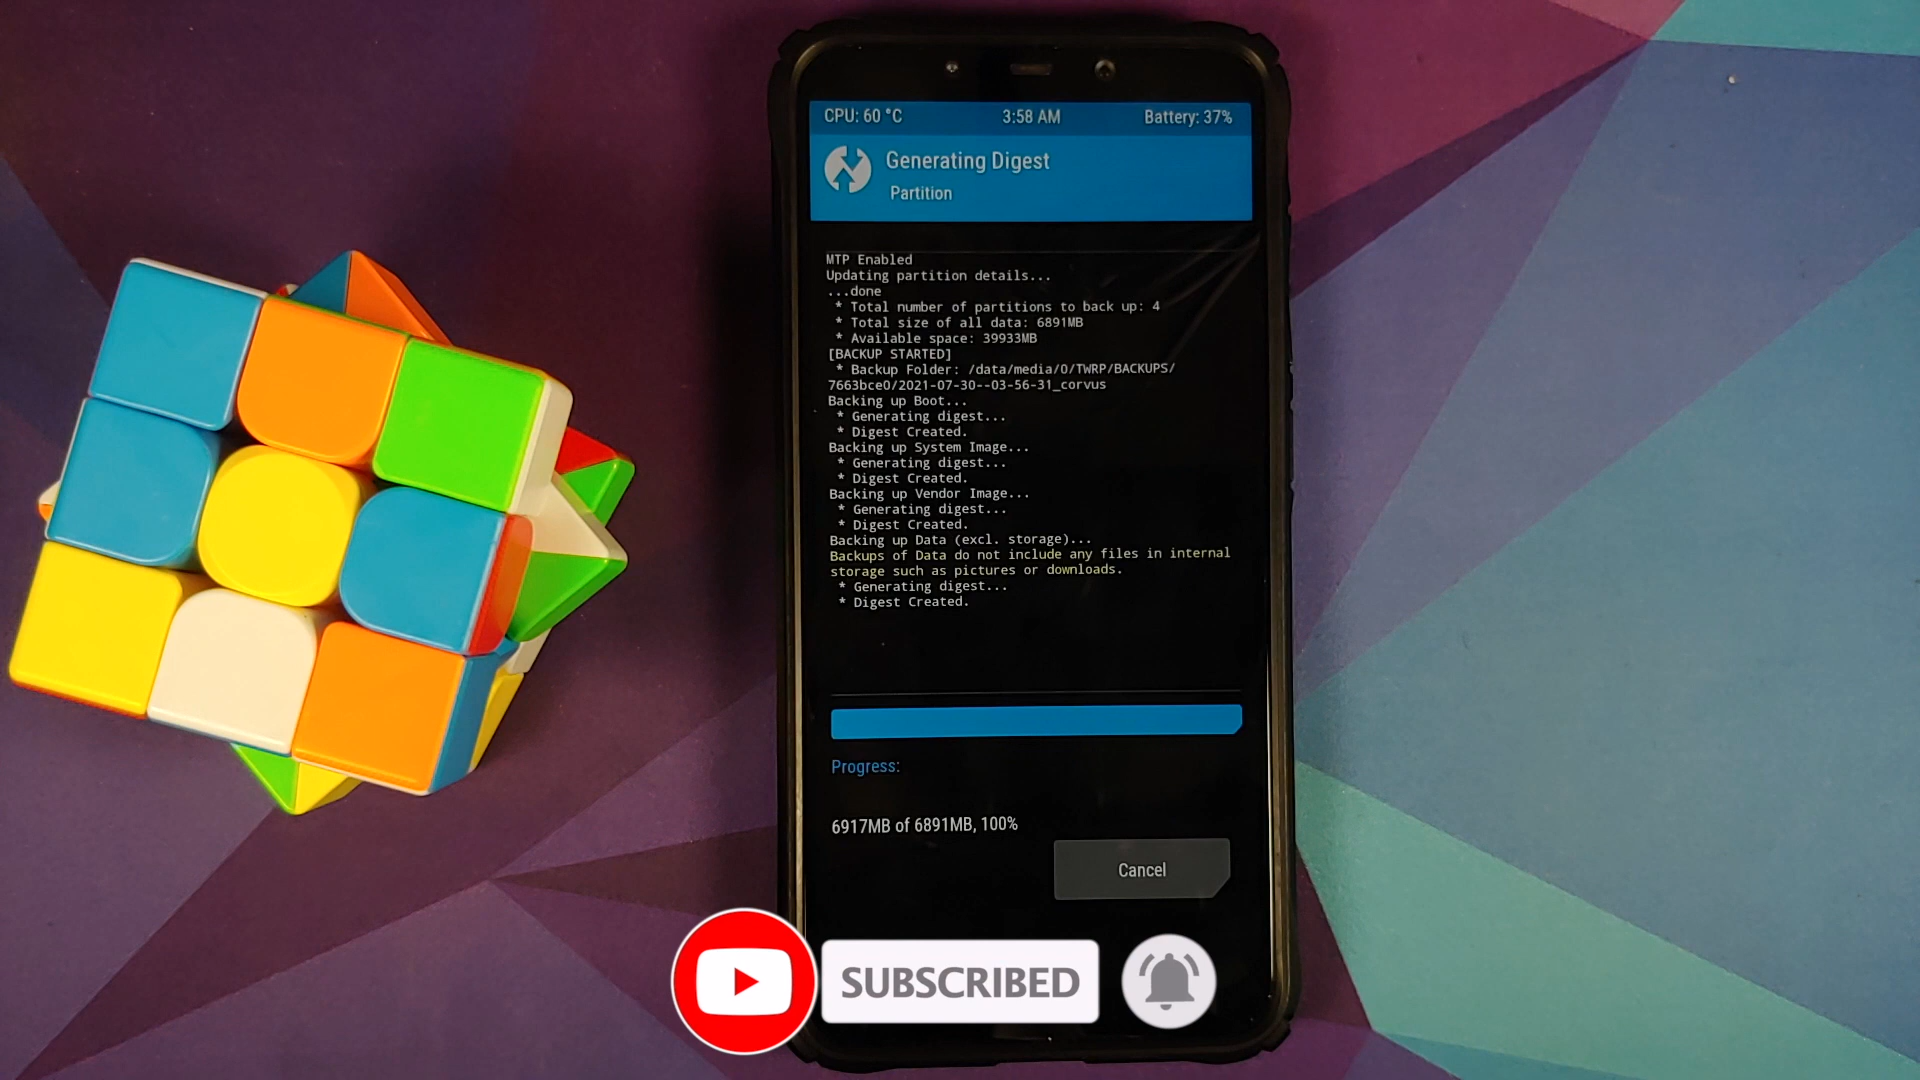 CPU: 60 °C 3:58 AM Battery: 37%
Generating Digest
Partition
MTP Enabled
Updating partition details...
...done
* Total number of partitions to back up: 4
* Total size of all data: 6891MB
* Available space: 39933MB
[BACKUP STARTED]
* Backup Folder: /data/media/0/TWRP/BACKUPS/
7663bce0/2021-07-30--03-56-31_corvus
Backing up Boot...
* Generating digest...
* Digest Created.
Backing up System Image...
* Generating digest...
* Digest Created.
Backing up Vendor Image...
* Generating digest...
* Digest Created.
Backing up Data (excl. storage)...
Backups of Data do not include any files in internal
storage such as pictures or downloads.
* Generating digest...
* Digest Created.
Progress:
6917MB of 6891MB, 100%
Cancel
SUBSCRIBED